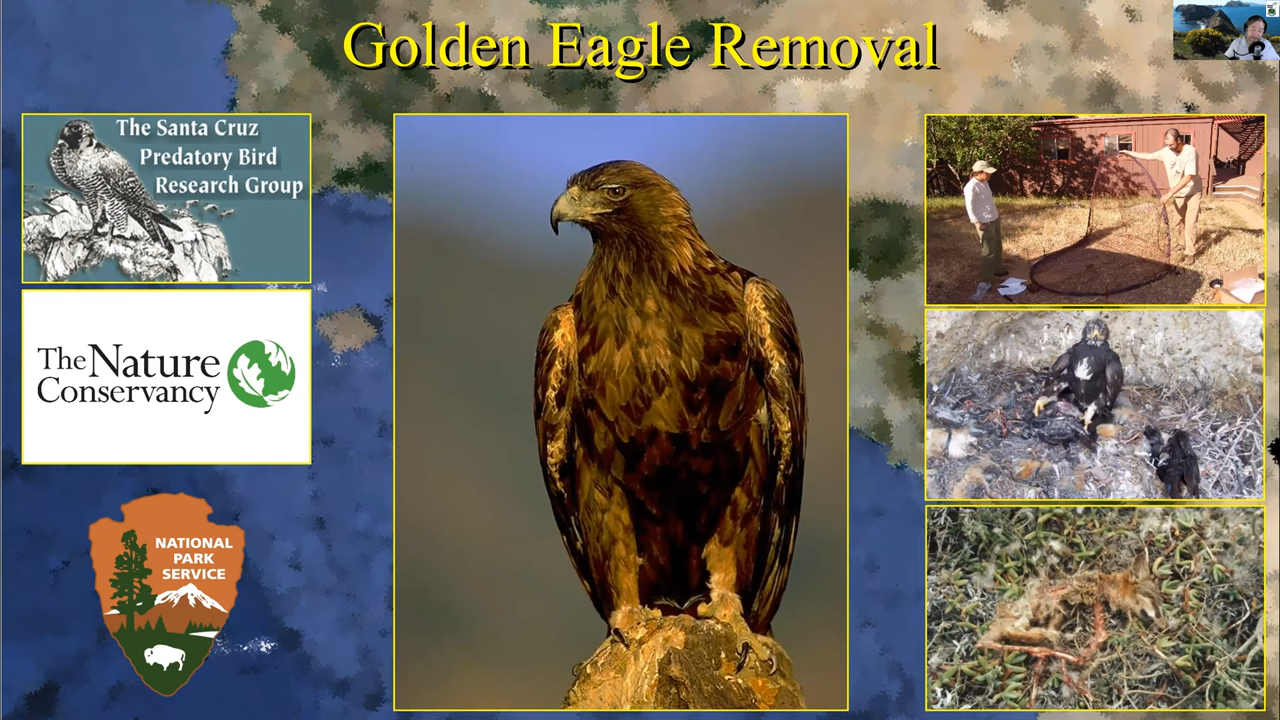 Golden Eagle Removal
The Santa Cruz
Predatory Bird
Research Group
The Nature
Conservancy
NATIONAL
PARK
SERVICE